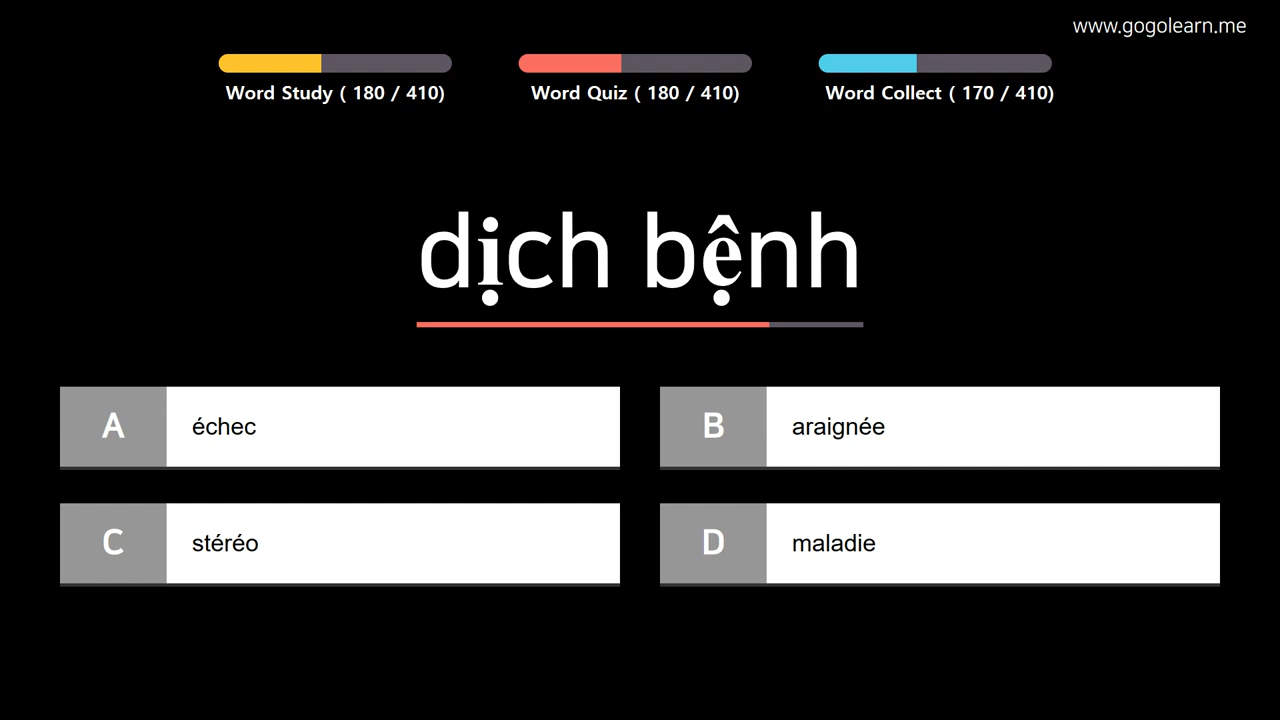 www.gogolearn.me
Word Study ( 180 / 410)
Word Quiz ( 180 / 410)
Word Collect ( 170 / 410)
dịch bệnh
A échec
B araignée
C stéréo
D maladie